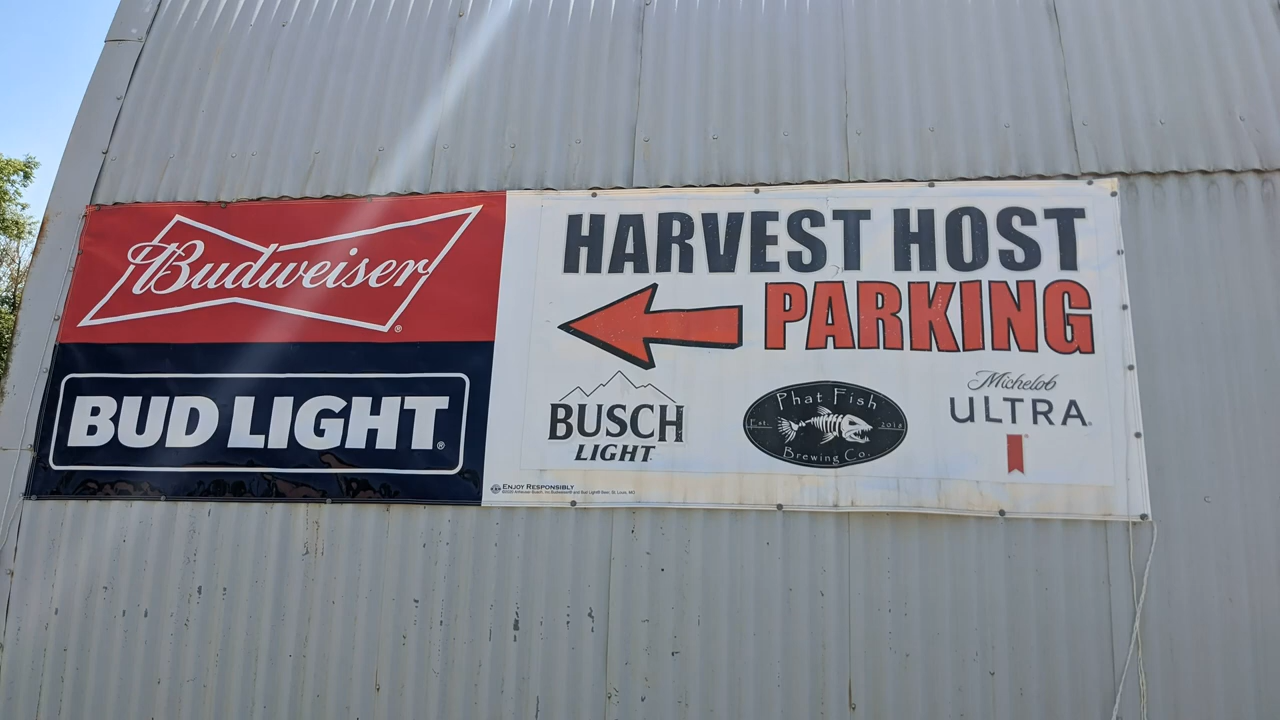 Budweiser®
BUD LIGHT®
HARVEST HOST
PARKING
BUSCH
LIGHT
Phat Fish
Est. 2018
Brewing Co.
Michelob
ULTRA
ENJOY RESPONSIBLY